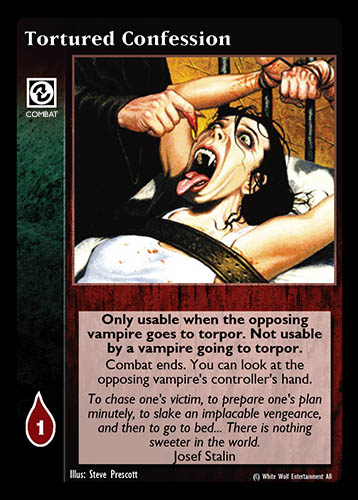 Tortured Confession
COMBAT
Only usable when the opposing
vampire goes to torpor. Not usable
by a vampire going to torpor.
Combat ends. You can look at the
opposing vampire's controller's hand.
To chase one's victim, to prepare one's plan
minutely, to slake an implacable vengeance,
and then to go to bed... There is nothing
sweeter in the world.
Josef Stalin
1
Illus: Steve Prescott
(C) White Wolf Entertainment AB